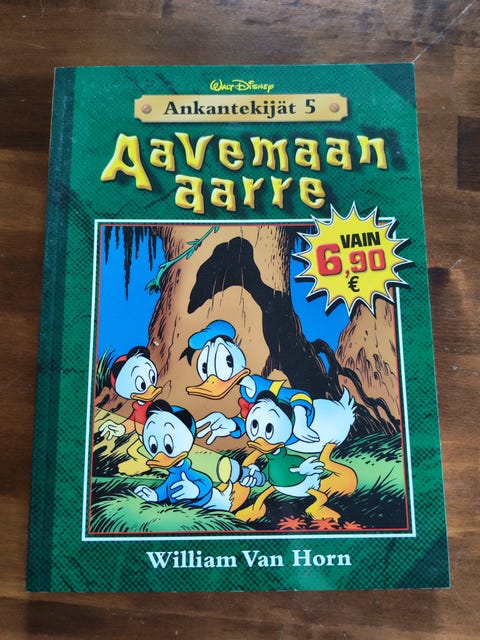 Walt Disney
Ankantekijät 5
Aavemaan
aarre
VAIN
6,90
€
William Van Horn